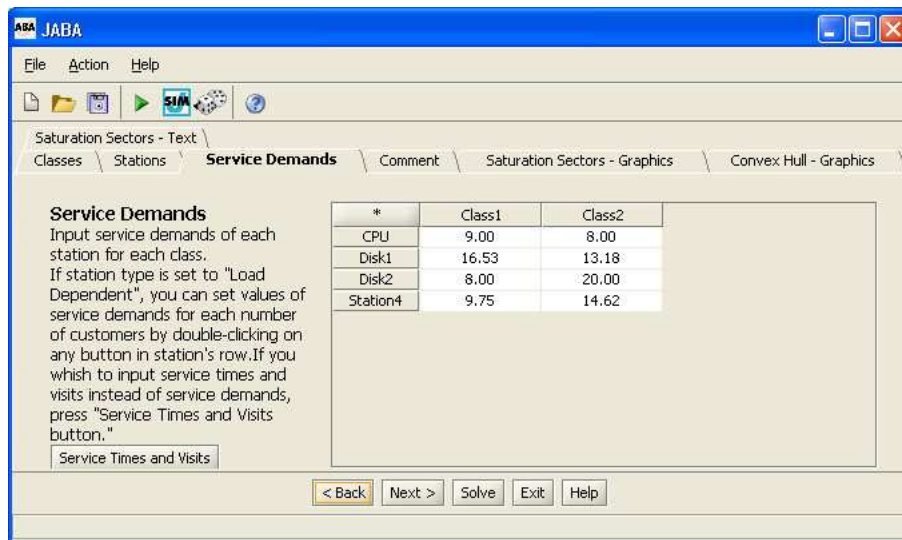 ABA JABA
File Action Help
SIM
Saturation Sectors - Text
Classes Stations Service Demands Comment Saturation Sectors - Graphics Convex Hull - Graphics
Service Demands
Input service demands of each
station for each class.
If station type is set to "Load
Dependent", you can set values of
service demands for each number
of customers by double-clicking on
any button in station's row.If you
whish to input service times and
visits instead of service demands,
press "Service Times and Visits
button."
Service Times and Visits
* Class1 Class2
CPU 9.00 8.00
Disk1 16.53 13.18
Disk2 8.00 20.00
Station4 9.75 14.62
< Back Next > Solve Exit Help